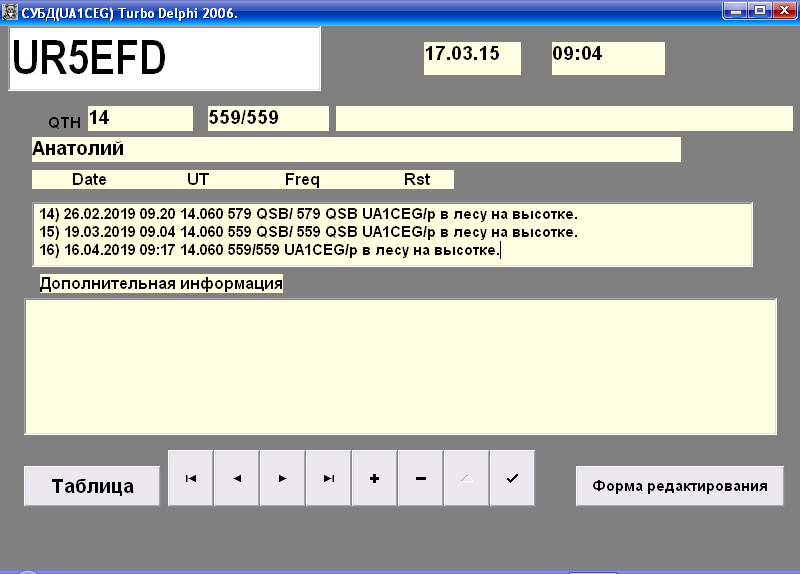 СУБД(UA1CEG) Turbo Delphi 2006.
UR5EFD
17.03.15
09:04
QTH 14 559/559
Анатолий
Date UT Freq Rst
14) 26.02.2019 09.20 14.060 579 QSB/ 579 QSB UA1CEG/p в лесу на высотке.
15) 19.03.2019 09.04 14.060 559 QSB/ 559 QSB UA1CEG/p в лесу на высотке.
16) 16.04.2019 09:17 14.060 559/559 UA1CEG/p в лесу на высотке.
Дополнительная информация
Таблица
Форма редактирования